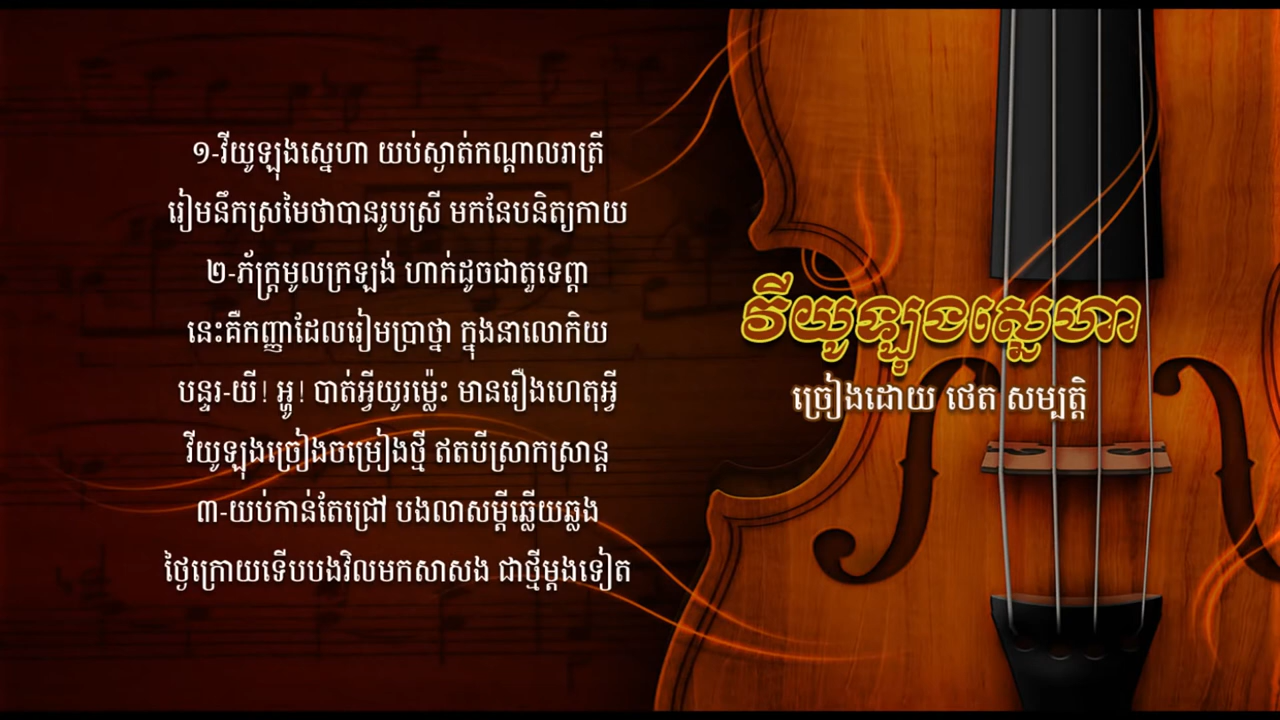 ១-វីយូឡុងស្នេហា យប់ស្ងាត់កណ្ដាលរាត្រី
រៀមនឹកស្រមៃថាបានរូបស្រី មកនែបនិត្យកាយ
២-ភ័ក្ត្រមូលក្រឡង់ ហាក់ដូចជាតួទេព្តា
នេះគឺកញ្ញាដែលរៀមប្រាថ្នា ក្នុងនាលោកិយ
បន្ទរ-យី! អ្ហូ! បាត់អ្វីយូរម្ល៉េះ មានរឿងហេតុអ្វី
វីយូឡុងច្រៀងចម្រៀងថ្មី ឥតបីស្រាកស្រាន្ត
៣-យប់កាន់តែជ្រៅ បងលាសម្ដីឆ្លើយឆ្លង
ថ្ងៃក្រោយទើបបងវិលមកសាសង ជាថ្មីម្ដងទៀត
វីយូឡុងស្នេហា
ច្រៀងដោយ ថេត សម្បត្តិ